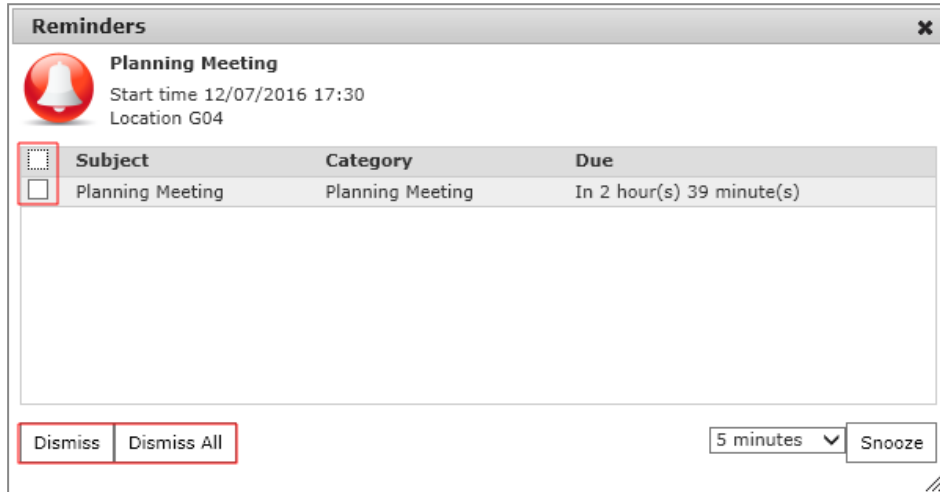 Reminders
Planning Meeting
Start time 12/07/2016 17:30
Location G04
Subject Category Due
Planning Meeting Planning Meeting In 2 hour(s) 39 minute(s)
Dismiss Dismiss All 5 minutes Snooze